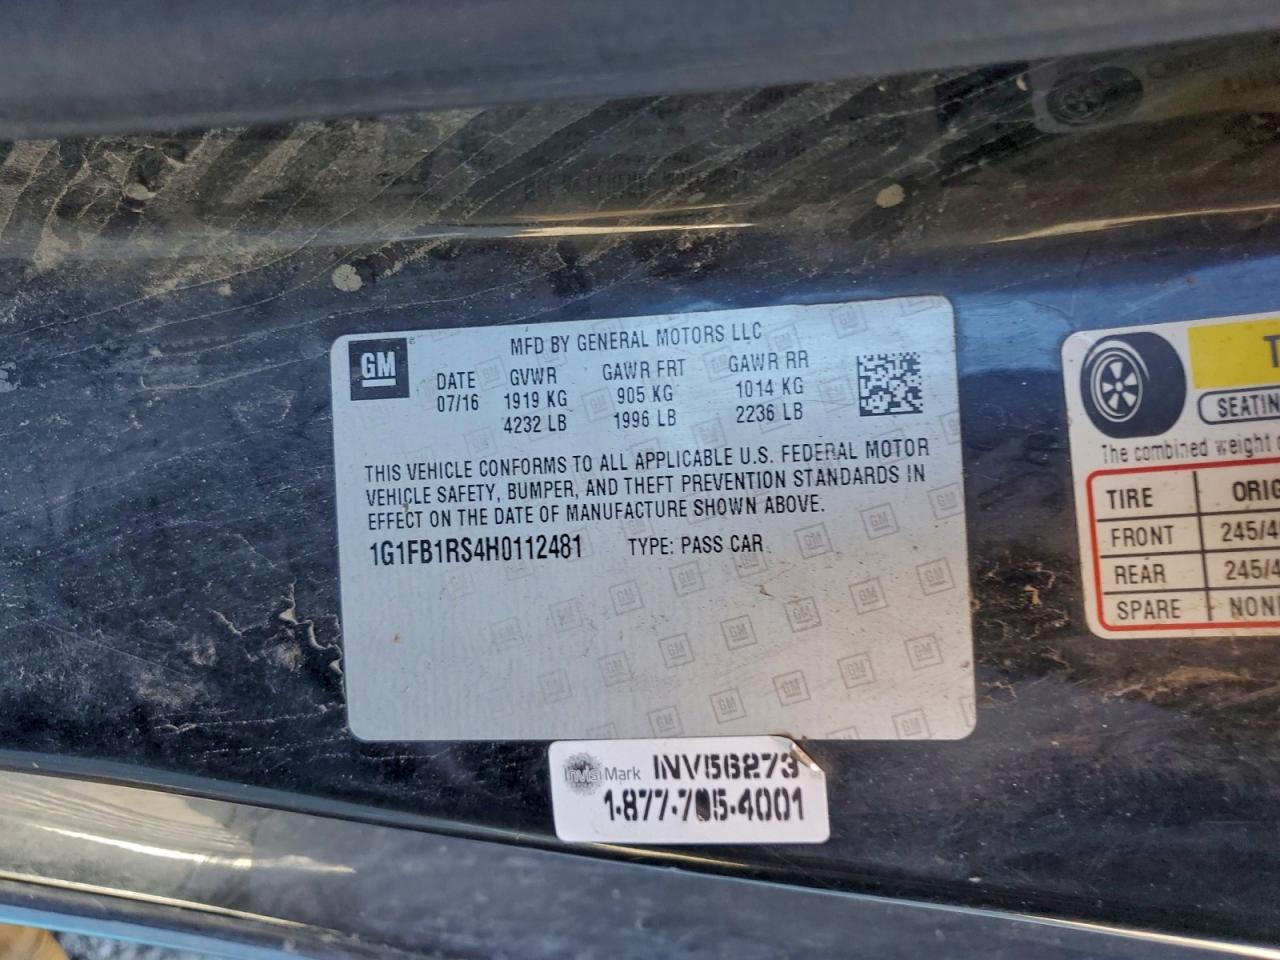 GM
MFD BY GENERAL MOTORS LLC
DATE GVWR GAWR FRT GAWR RR
07/16 1919 KG 905 KG 1014 KG
4232 LB 1996 LB 2236 LB
THIS VEHICLE CONFORMS TO ALL APPLICABLE U.S. FEDERAL MOTOR
VEHICLE SAFETY, BUMPER, AND THEFT PREVENTION STANDARDS IN
EFFECT ON THE DATE OF MANUFACTURE SHOWN ABOVE.
1G1FB1RS4H0112481 TYPE: PASS CAR
InvisiMark INV156273
1-877-705-4001
T
SEATIN
The combined weight
TIRE ORIG
FRONT 245/4
REAR 245/4
SPARE NON